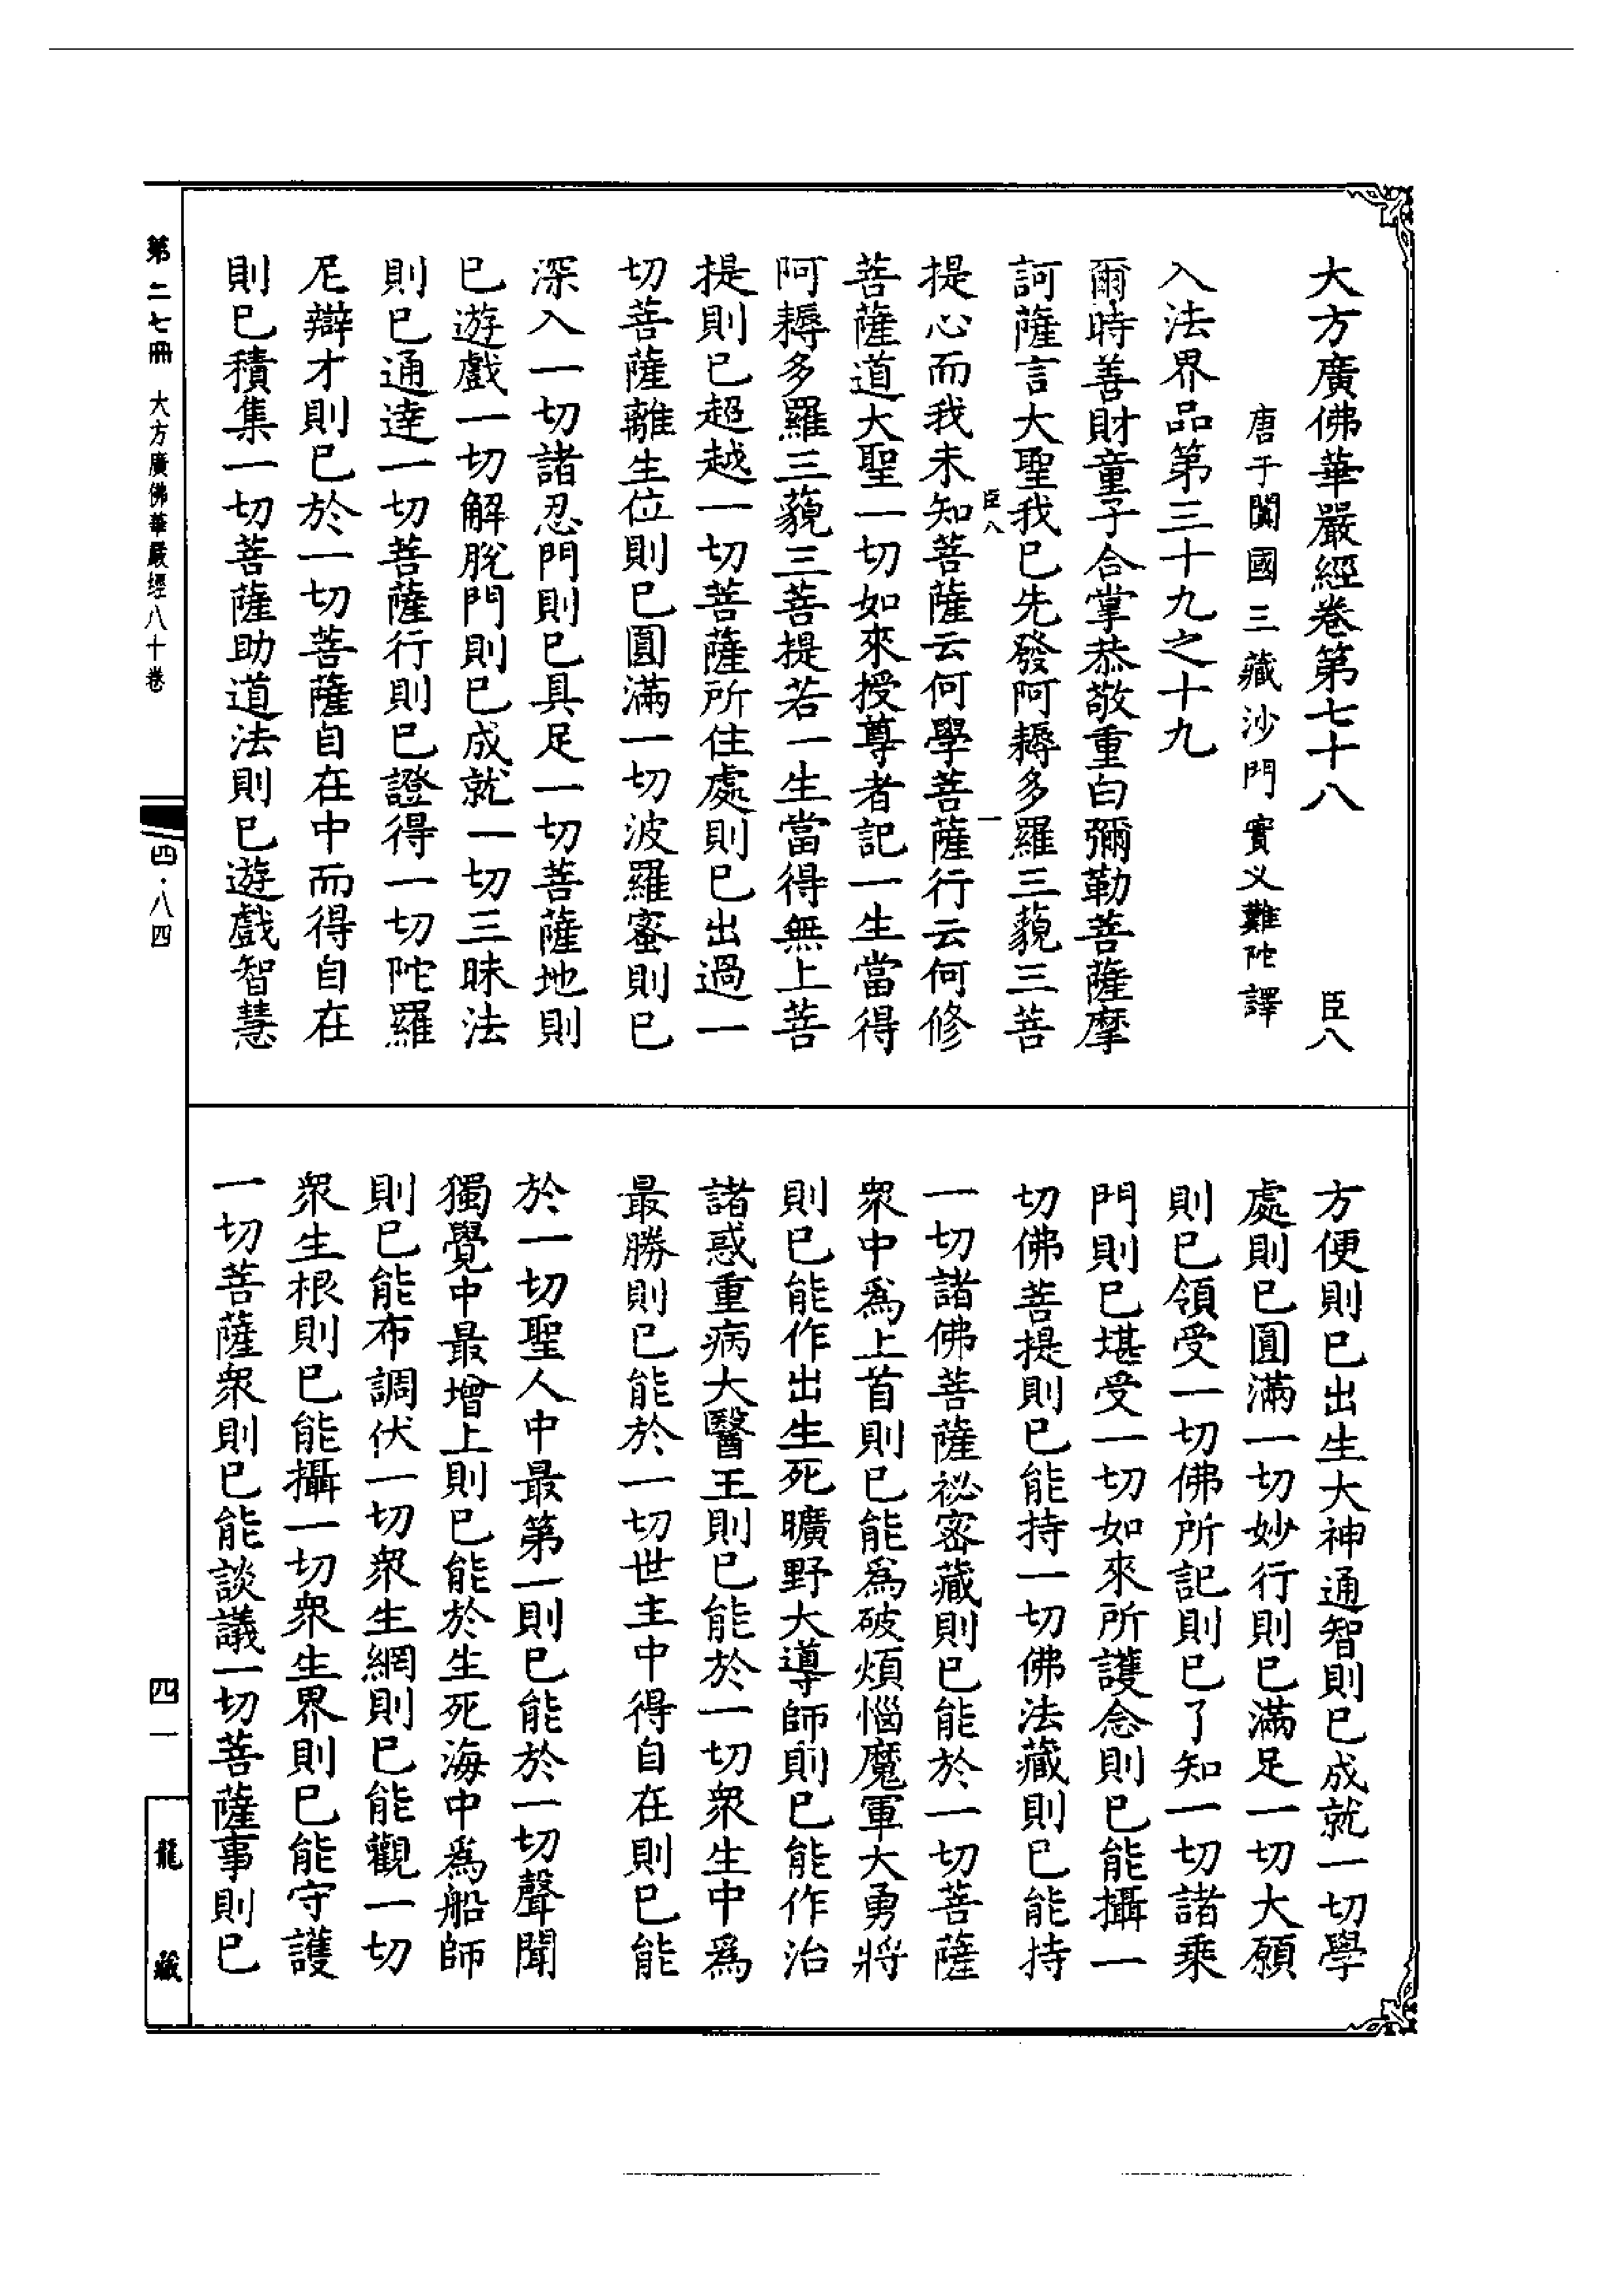 大方廣佛華嚴經卷第七十八 臣八
唐于闐國三藏沙門實叉難陀譯
入法界品第三十九之十九
爾時善財童子合掌恭敬重白彌勒菩薩摩
訶薩言大聖我已先發阿耨多羅三藐三菩
臣八 一
提心而我未知菩薩云何學菩薩行云何修
菩薩道大聖一切如來授尊者記一生當得
阿耨多羅三藐三菩提若一生當得無上菩
提則已超越一切菩薩所住處則已出過一
切菩薩離生位則已圓滿一切波羅蜜則已
深入一切諸忍門則已具足一切菩薩地則
已遊戲一切解脫門則已成就一切三昧法
則已通達一切菩薩行則已證得一切陀羅
尼辯才則已於一切菩薩自在中而得自在
則已積集一切菩薩助道法則已遊戲智慧
方便則已出生大神通智則已成就一切學
處則已圓滿一切妙行則已滿足一切大願
則已領受一切佛所記則已了知一切諸乘
門則已堪受一切如來所護念則已能攝一
切佛菩提則已能持一切佛法藏則已能持
一切諸佛菩薩祕密藏則已能於一切菩薩
衆中爲上首則已能爲破煩惱魔軍大勇將
則已能作出生死曠野大導師則已能作治
諸惑重病大醫王則已能於一切衆生中爲
最勝則已能於一切世主中得自在則已能
於一切聖人中最第一則已能於一切聲聞
獨覺中最增上則已能於生死海中爲船師
則已能布調伏一切衆生網則已能觀一切
衆生根則已能攝一切衆生界則已能守護
一切菩薩衆則已能談議一切菩薩事則已
第二七冊 大方廣佛華嚴經八十卷
四·八四
四一
龍藏